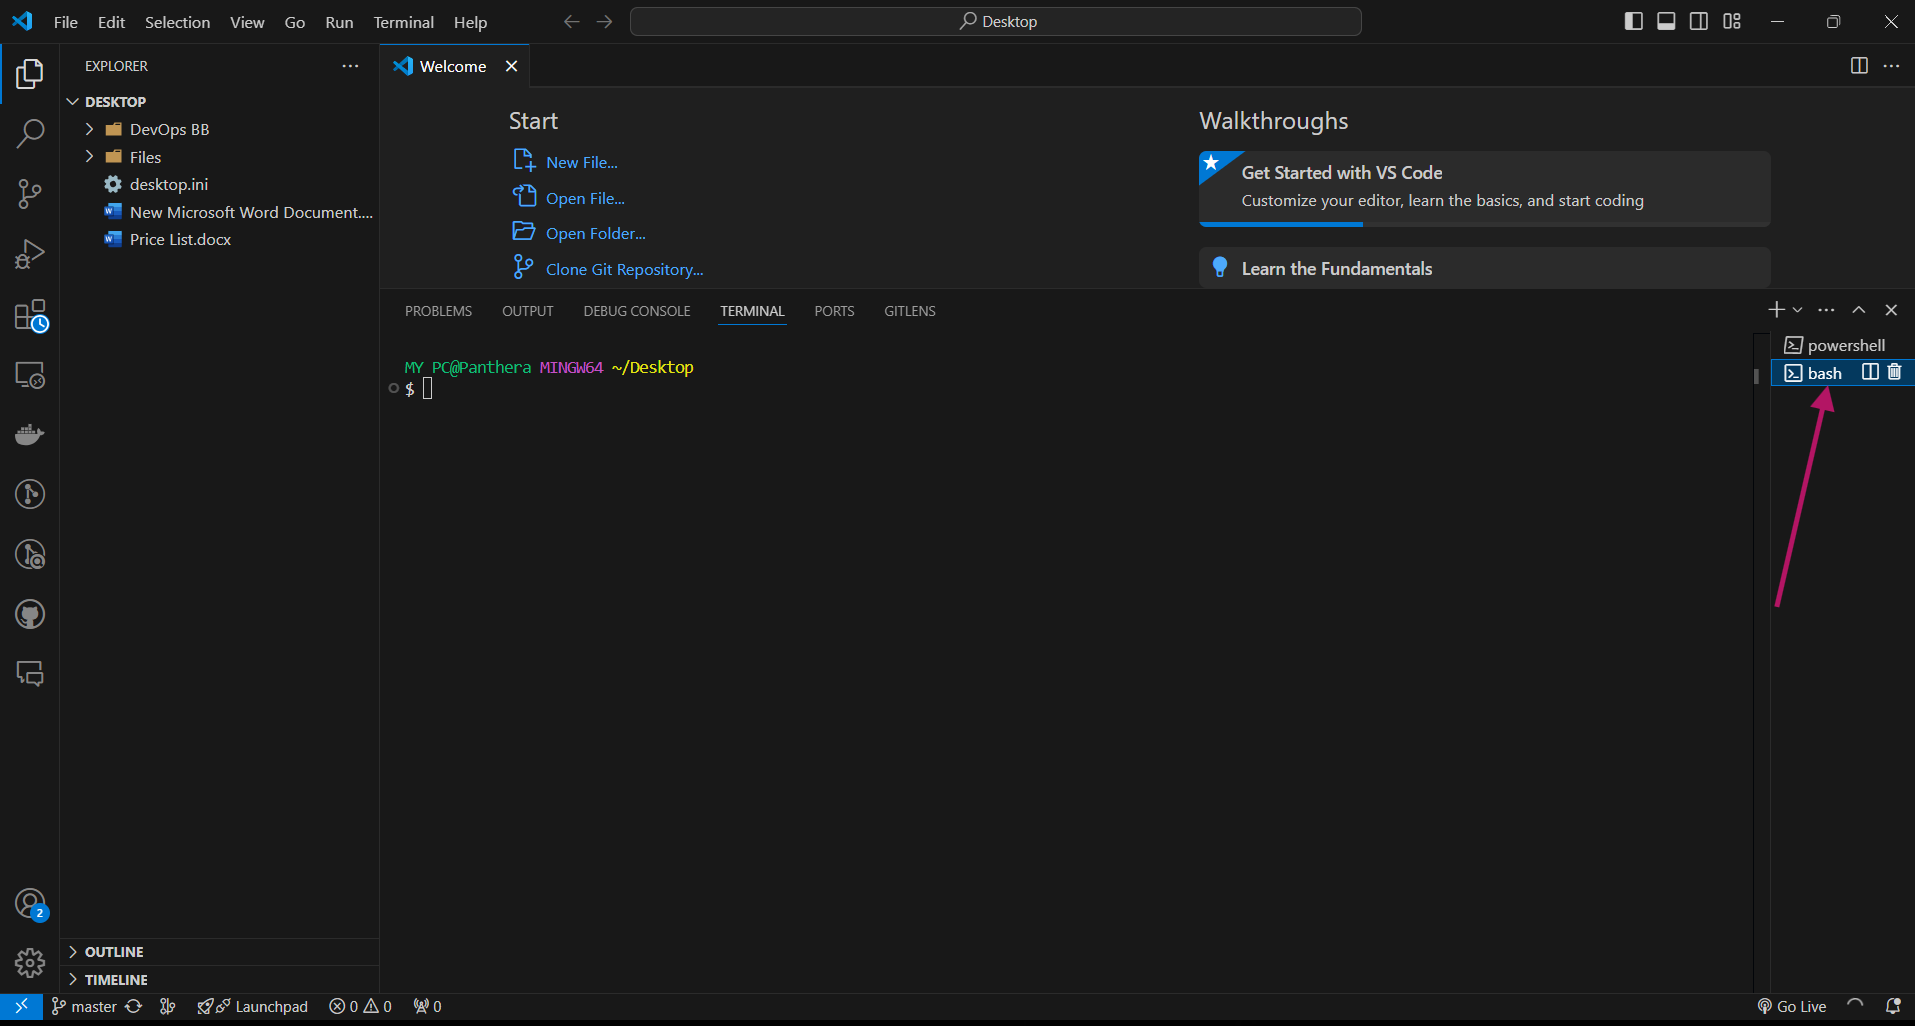 File Edit Selection View Go Run Terminal Help
Desktop
EXPLORER
DESKTOP
DevOps BB
Files
desktop.ini
New Microsoft Word Document....
Price List.docx
OUTLINE
TIMELINE
Welcome
Start
New File...
Open File...
Open Folder...
Clone Git Repository...
Walkthroughs
Get Started with VS Code
Customize your editor, learn the basics, and start coding
Learn the Fundamentals
PROBLEMS OUTPUT DEBUG CONSOLE TERMINAL PORTS GITLENS
MY PC@Panthera MINGW64 ~/Desktop
$
powershell
bash
2
master Launchpad 0 0 0 Go Live